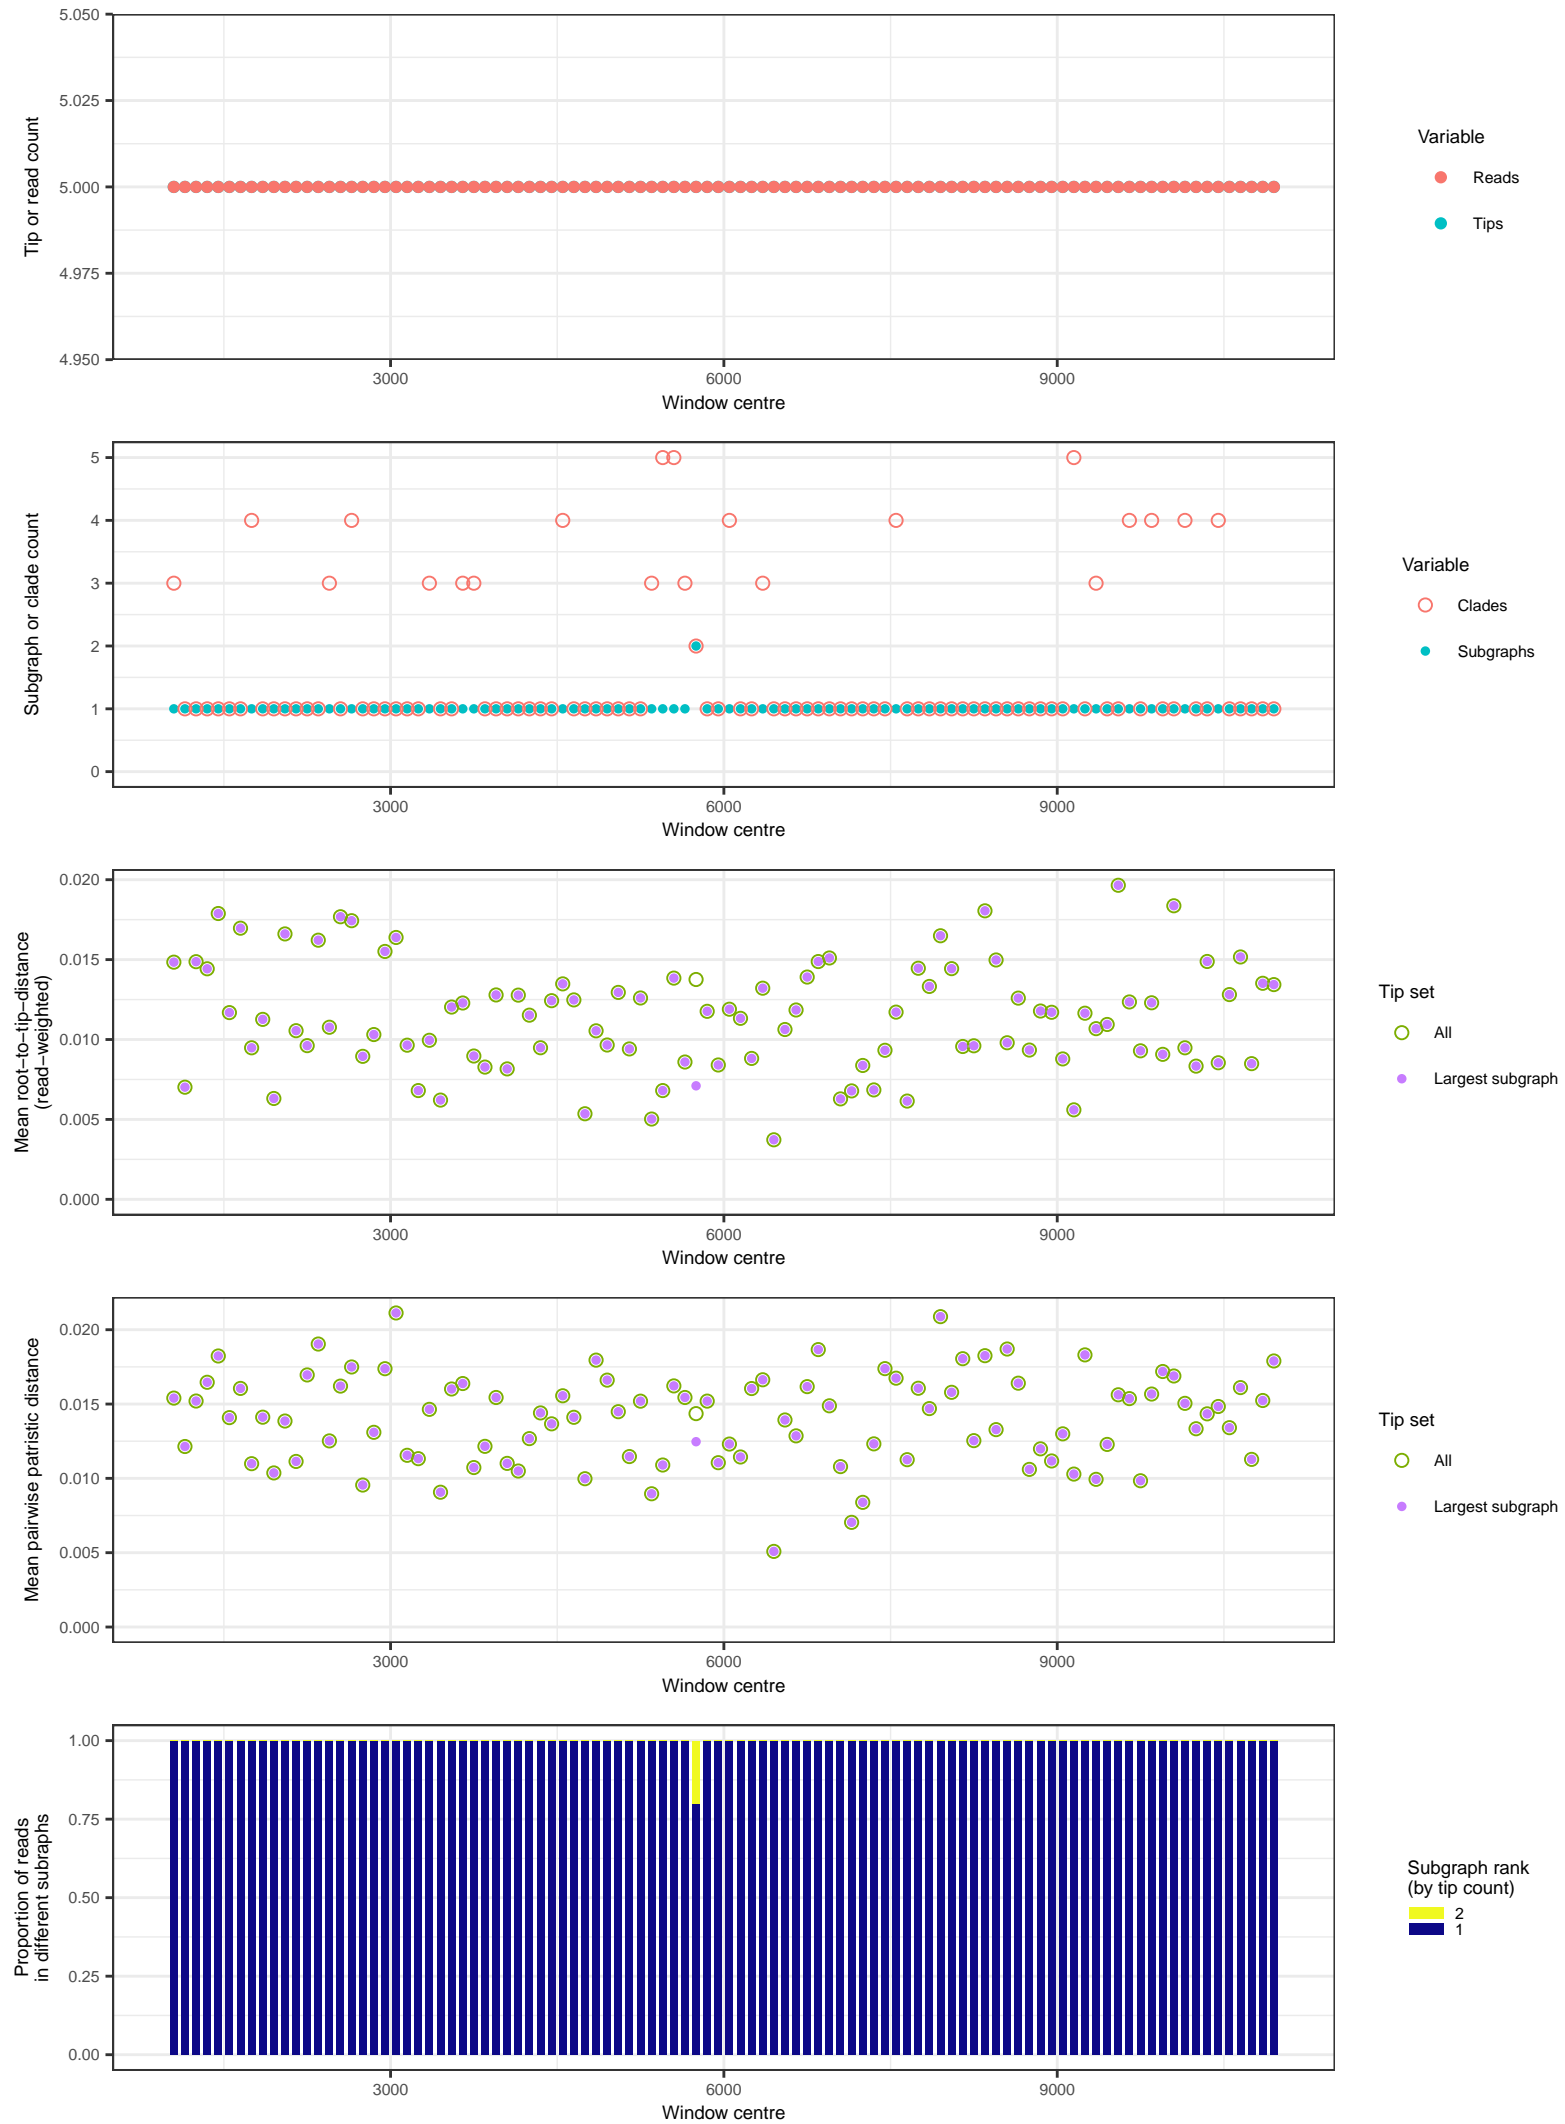 5.050
5.025
5.000
4.975
4.950
Tip or read count
3000 6000 9000
Window centre
Variable
Reads
Tips
5
4
3
2
1
0
Subgraph or clade count
3000 6000 9000
Window centre
Variable
Clades
Subgraphs
0.020
0.015
0.010
0.005
0.000
Mean root−to−tip−distance
(read−weighted)
3000 6000 9000
Window centre
Tip set
All
Largest subgraph
0.020
0.015
0.010
0.005
0.000
Mean pairwise patristic distance
3000 6000 9000
Window centre
Tip set
All
Largest subgraph
1.00
0.75
0.50
0.25
0.00
Proportion of reads
in different subraphs
3000 6000 9000
Window centre
Subgraph rank
(by tip count)
2
1